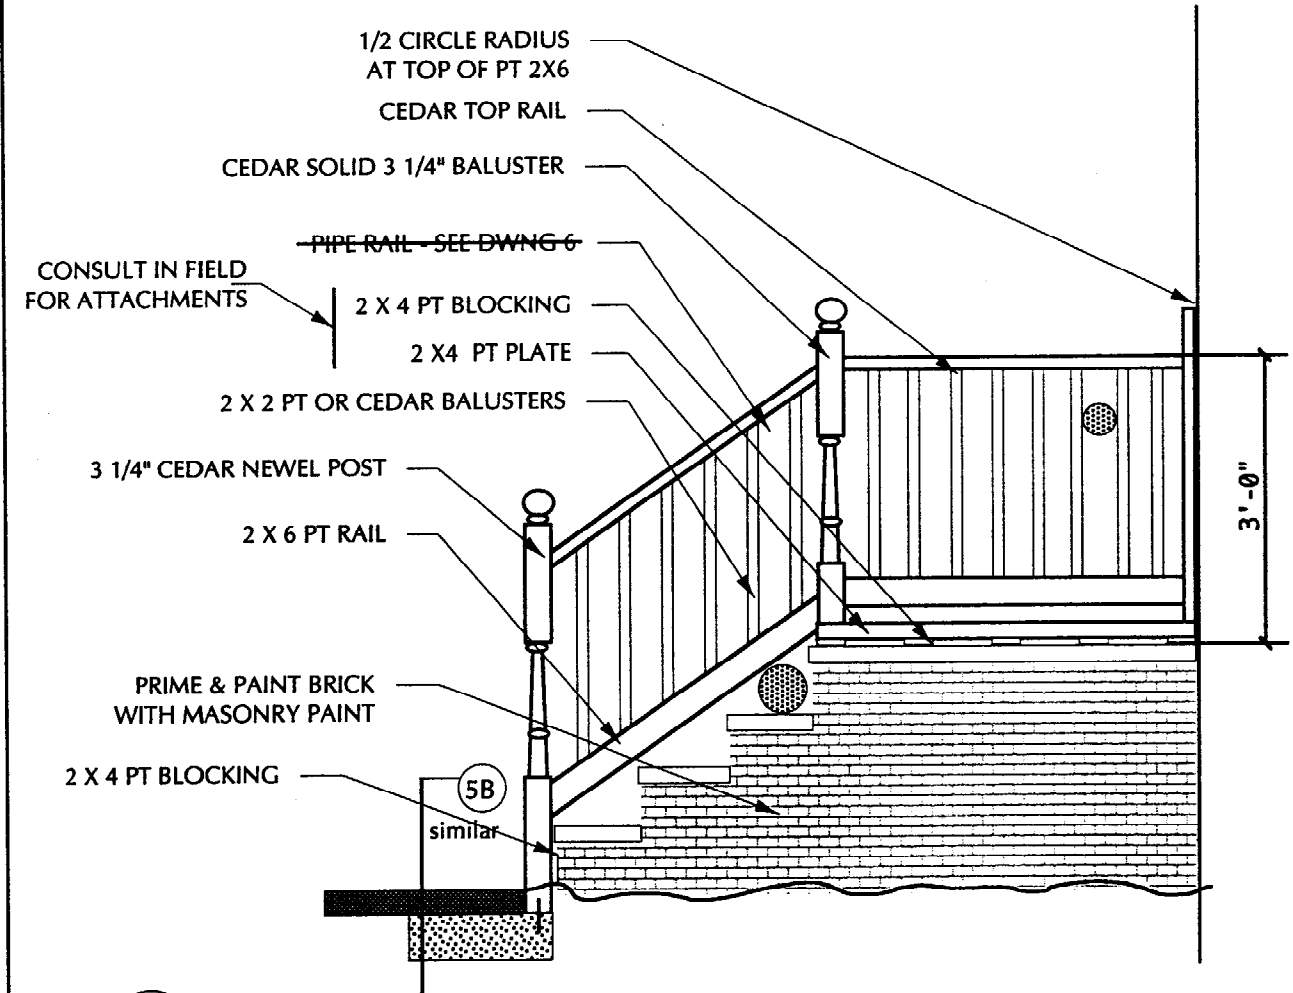 1/2 CIRCLE RADIUS
AT TOP OF PT 2X6
CEDAR TOP RAIL
CEDAR SOLID 3 1/4" BALUSTER
PIPE RAIL - SEE DWNG 6
CONSULT IN FIELD
FOR ATTACHMENTS
2 X 4 PT BLOCKING
2 X4 PT PLATE
2 X 2 PT OR CEDAR BALUSTERS
3 1/4" CEDAR NEWEL POST
2 X 6 PT RAIL
3'-0"
PRIME & PAINT BRICK
WITH MASONRY PAINT
2 X 4 PT BLOCKING
5B
similar